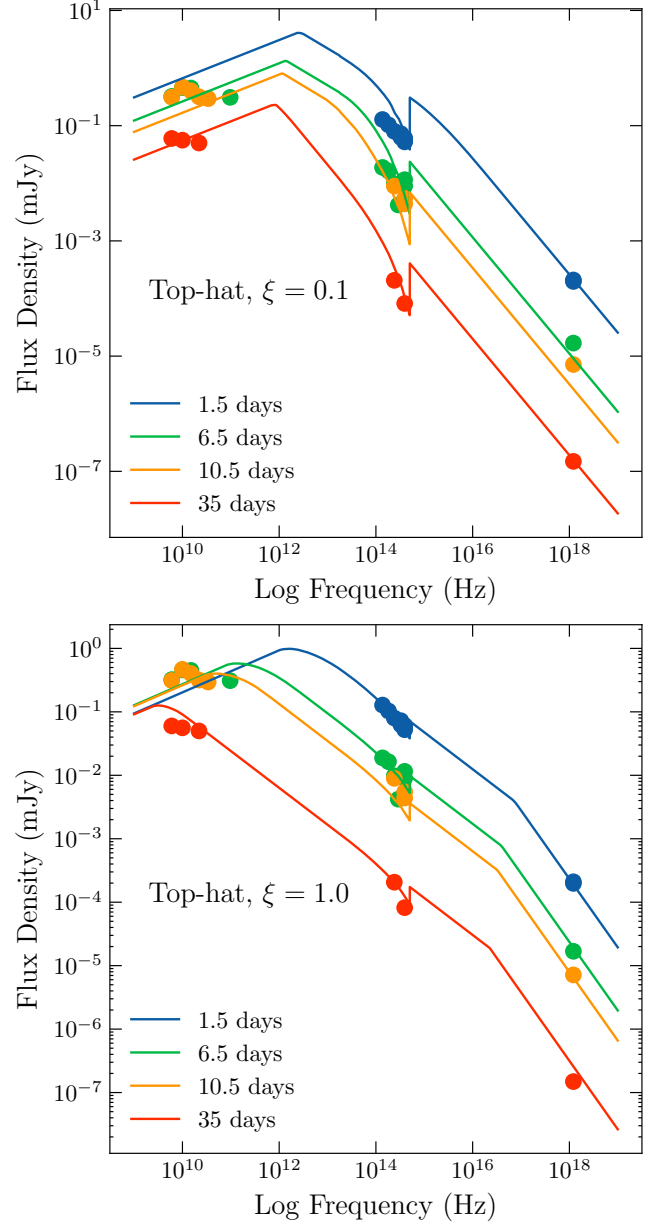 10^1
10^-1
10^-3
10^-5
10^-7
Flux Density (mJy)
Top-hat, ξ = 0.1
1.5 days
6.5 days
10.5 days
35 days
10^10 10^12 10^14 10^16 10^18
Log Frequency (Hz)
10^0
10^-1
10^-2
10^-3
10^-4
10^-5
10^-6
10^-7
Flux Density (mJy)
Top-hat, ξ = 1.0
1.5 days
6.5 days
10.5 days
35 days
10^10 10^12 10^14 10^16 10^18
Log Frequency (Hz)